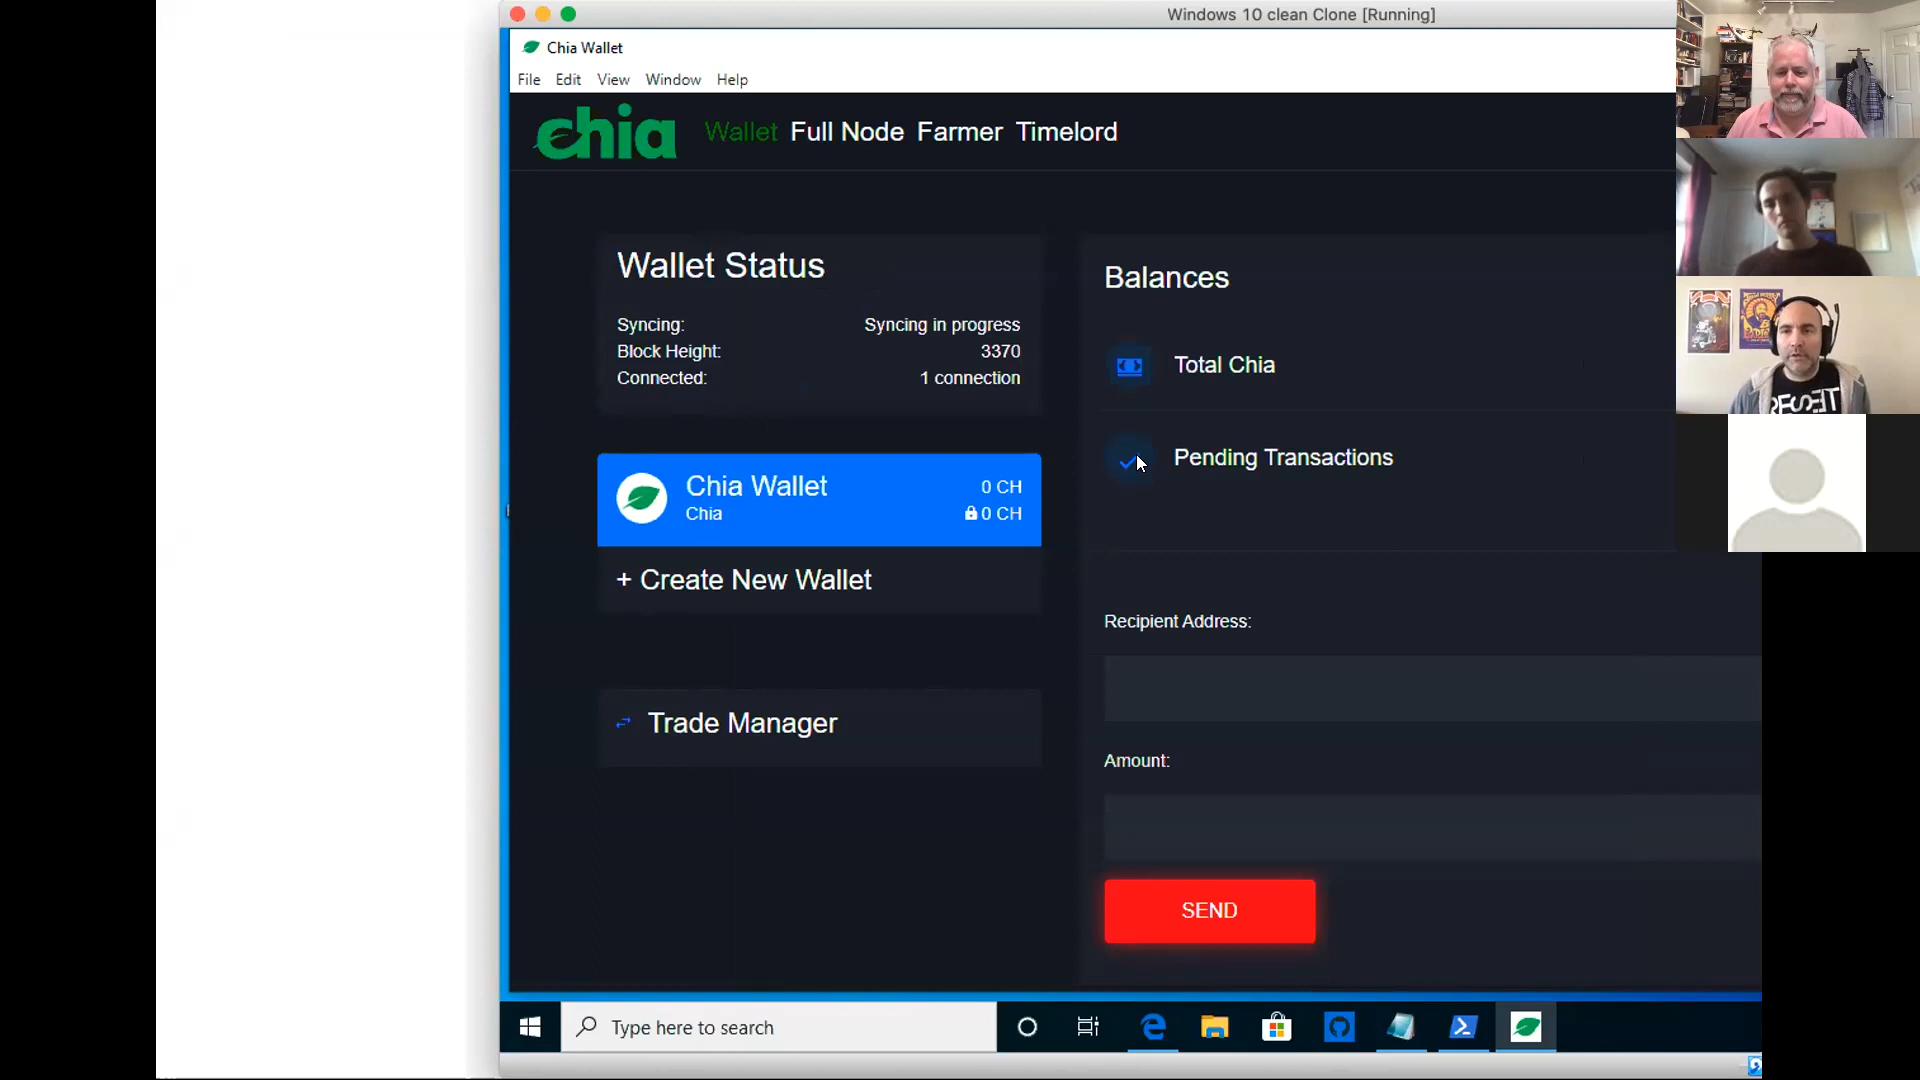 Windows 10 clean Clone [Running]
Chia Wallet
File Edit View Window Help
chia Wallet Full Node Farmer Timelord
Wallet Status
Syncing: Syncing in progress
Block Height: 3370
Connected: 1 connection
Chia Wallet 0 CH
Chia 0 CH
+ Create New Wallet
Trade Manager
Balances
Total Chia
Pending Transactions
Recipient Address:
Amount:
SEND
Type here to search
RESET